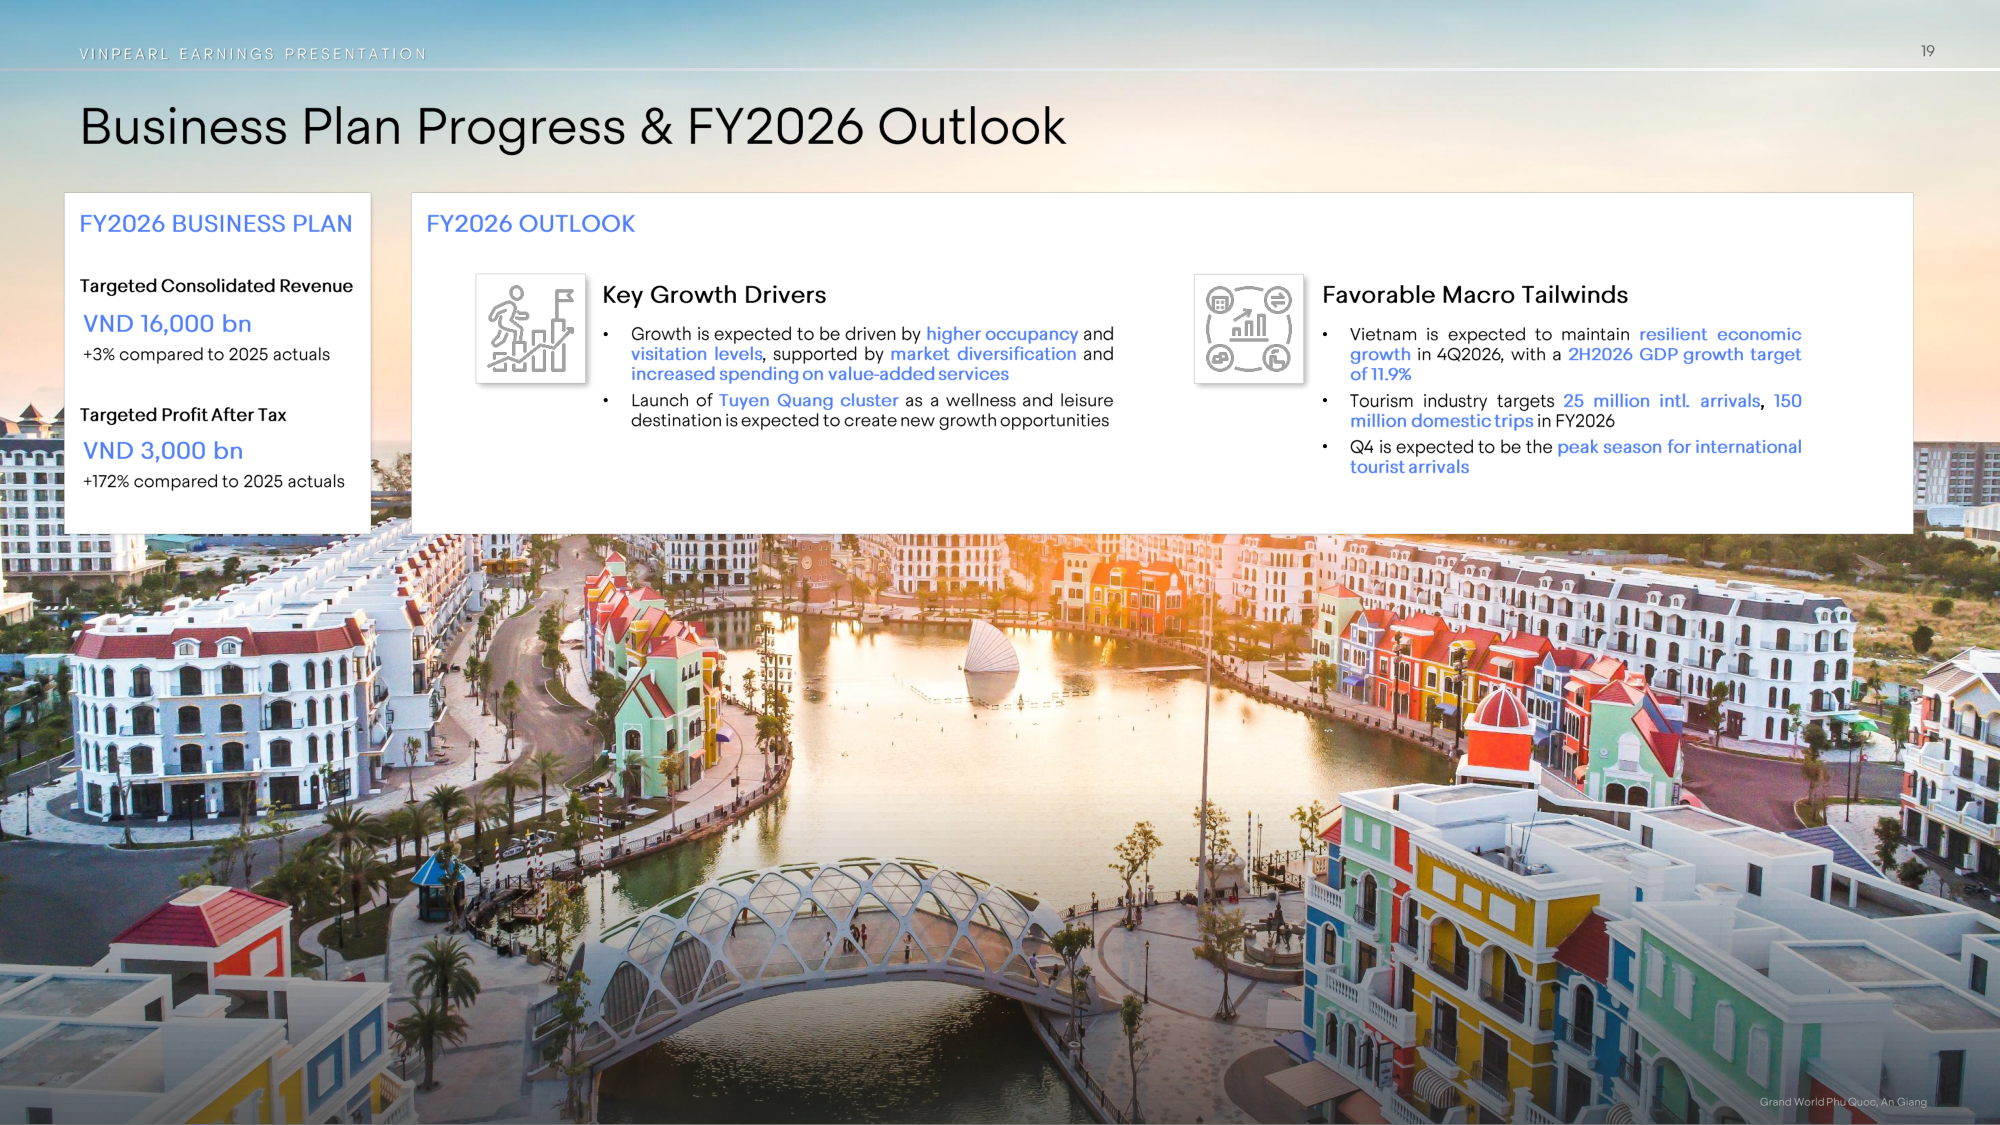 VINPEARL EARNINGS PRESENTATION
19
Business Plan Progress & FY2026 Outlook
FY2026 BUSINESS PLAN
Targeted Consolidated Revenue
VND 16,000 bn
+3% compared to 2025 actuals
Targeted Profit After Tax
VND 3,000 bn
+172% compared to 2025 actuals
FY2026 OUTLOOK
Key Growth Drivers
• Growth is expected to be driven by higher occupancy and
visitation levels, supported by market diversification and
increased spending on value-added services
• Launch of Tuyen Quang cluster as a wellness and leisure
destination is expected to create new growth opportunities
Favorable Macro Tailwinds
• Vietnam is expected to maintain resilient economic
growth in 4Q2026, with a 2H2026 GDP growth target
of 11.9%
• Tourism industry targets 25 million intl. arrivals, 150
million domestic trips in FY2026
• Q4 is expected to be the peak season for international
tourist arrivals
Grand World Phu Quoc, An Giang